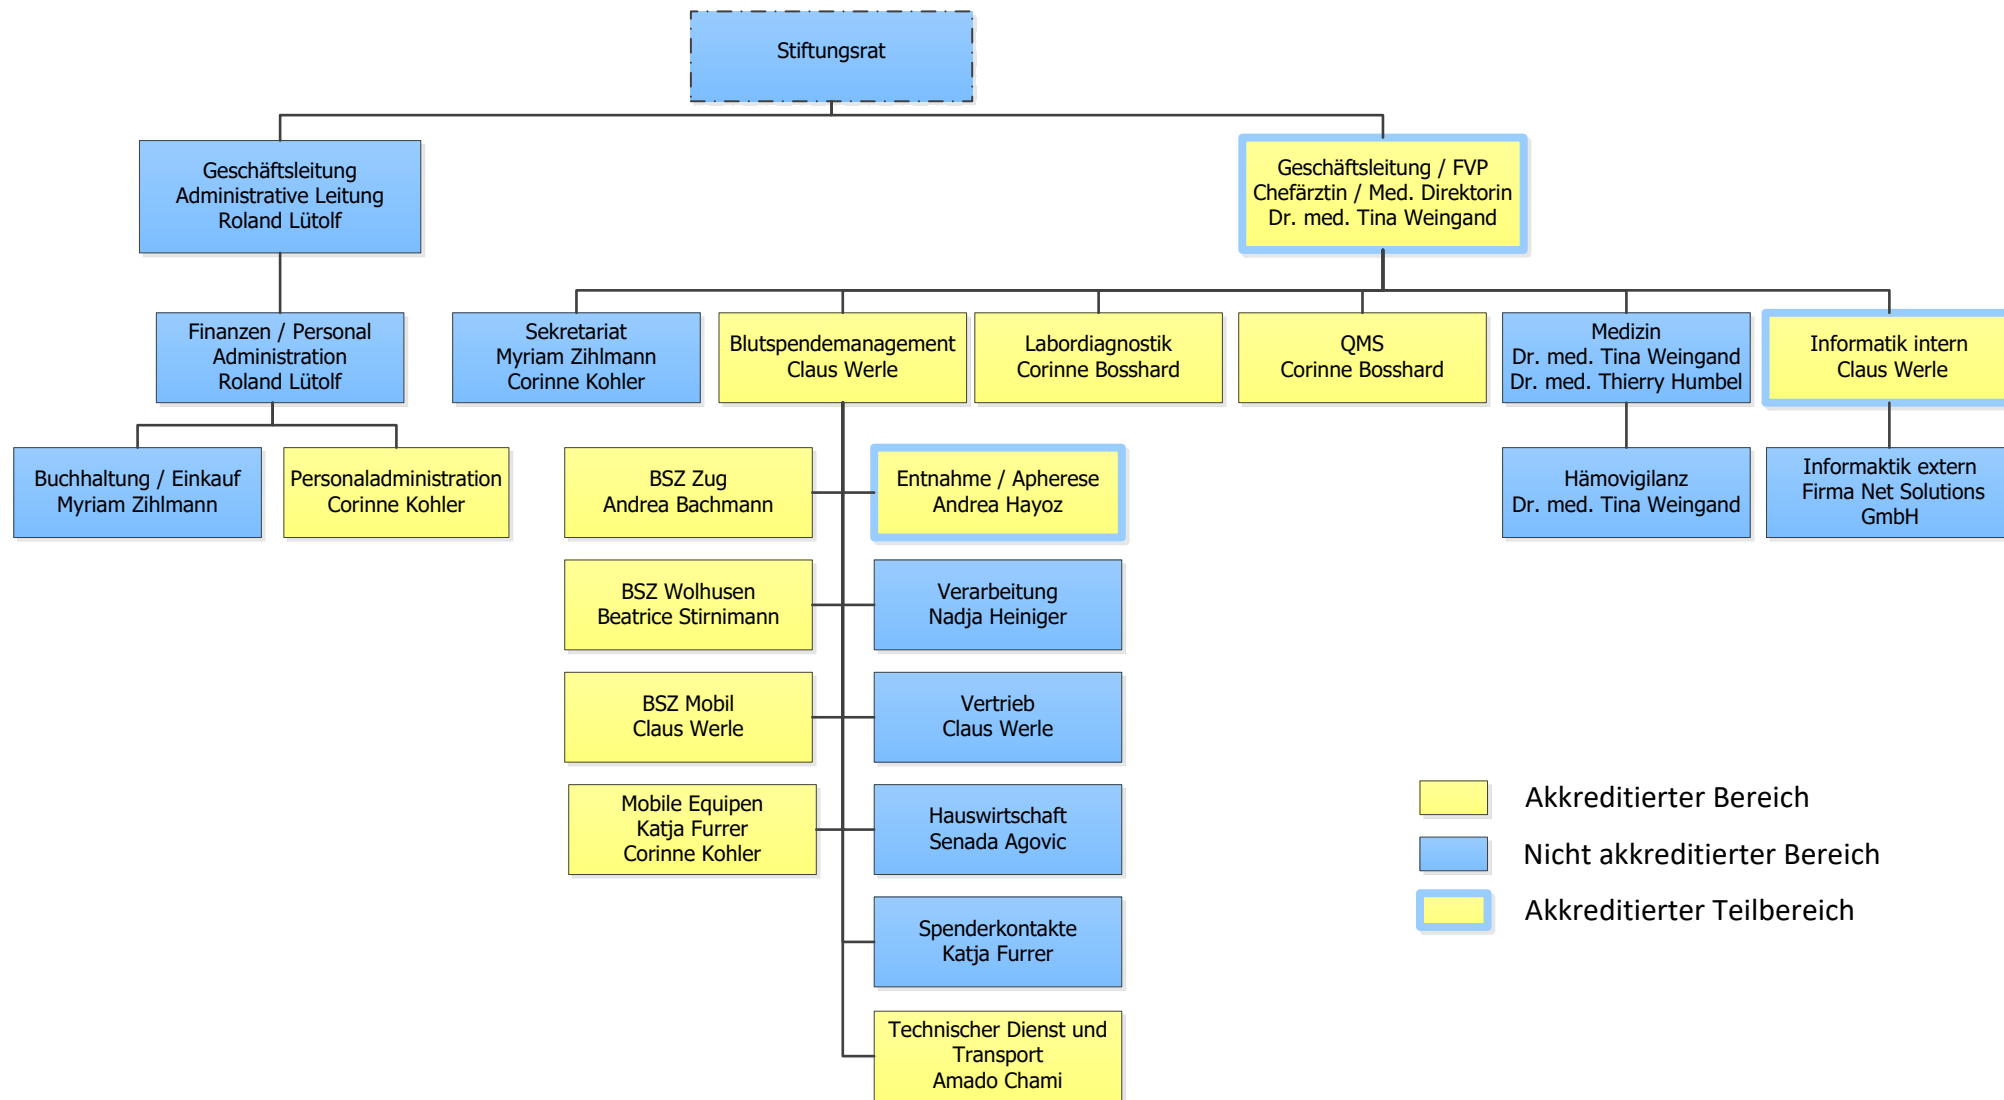 Stiftungsrat
Geschäftsleitung
Administrative Leitung
Roland Lütolf
Geschäftsleitung / FVP
Chefärztin / Med. Direktorin
Dr. med. Tina Weingand
Finanzen / Personal
Administration
Roland Lütolf
Sekretariat
Myriam Zihlmann
Corinne Kohler
Blutspendemanagement
Claus Werle
Labordiagnostik
Corinne Bosshard
QMS
Corinne Bosshard
Medizin
Dr. med. Tina Weingand
Dr. med. Thierry Humbel
Informatik intern
Claus Werle
Buchhaltung / Einkauf
Myriam Zihlmann
Personaladministration
Corinne Kohler
BSZ Zug
Andrea Bachmann
Entnahme / Apherese
Andrea Hayoz
Hämovigilanz
Dr. med. Tina Weingand
Informaktik extern
Firma Net Solutions
GmbH
BSZ Wolhusen
Beatrice Stirnimann
Verarbeitung
Nadja Heiniger
BSZ Mobil
Claus Werle
Vertrieb
Claus Werle
Mobile Equipen
Katja Furrer
Corinne Kohler
Hauswirtschaft
Senada Agovic
Spenderkontakte
Katja Furrer
Technischer Dienst und
Transport
Amado Chami
Akkreditierter Bereich
Nicht akkreditierter Bereich
Akkreditierter Teilbereich